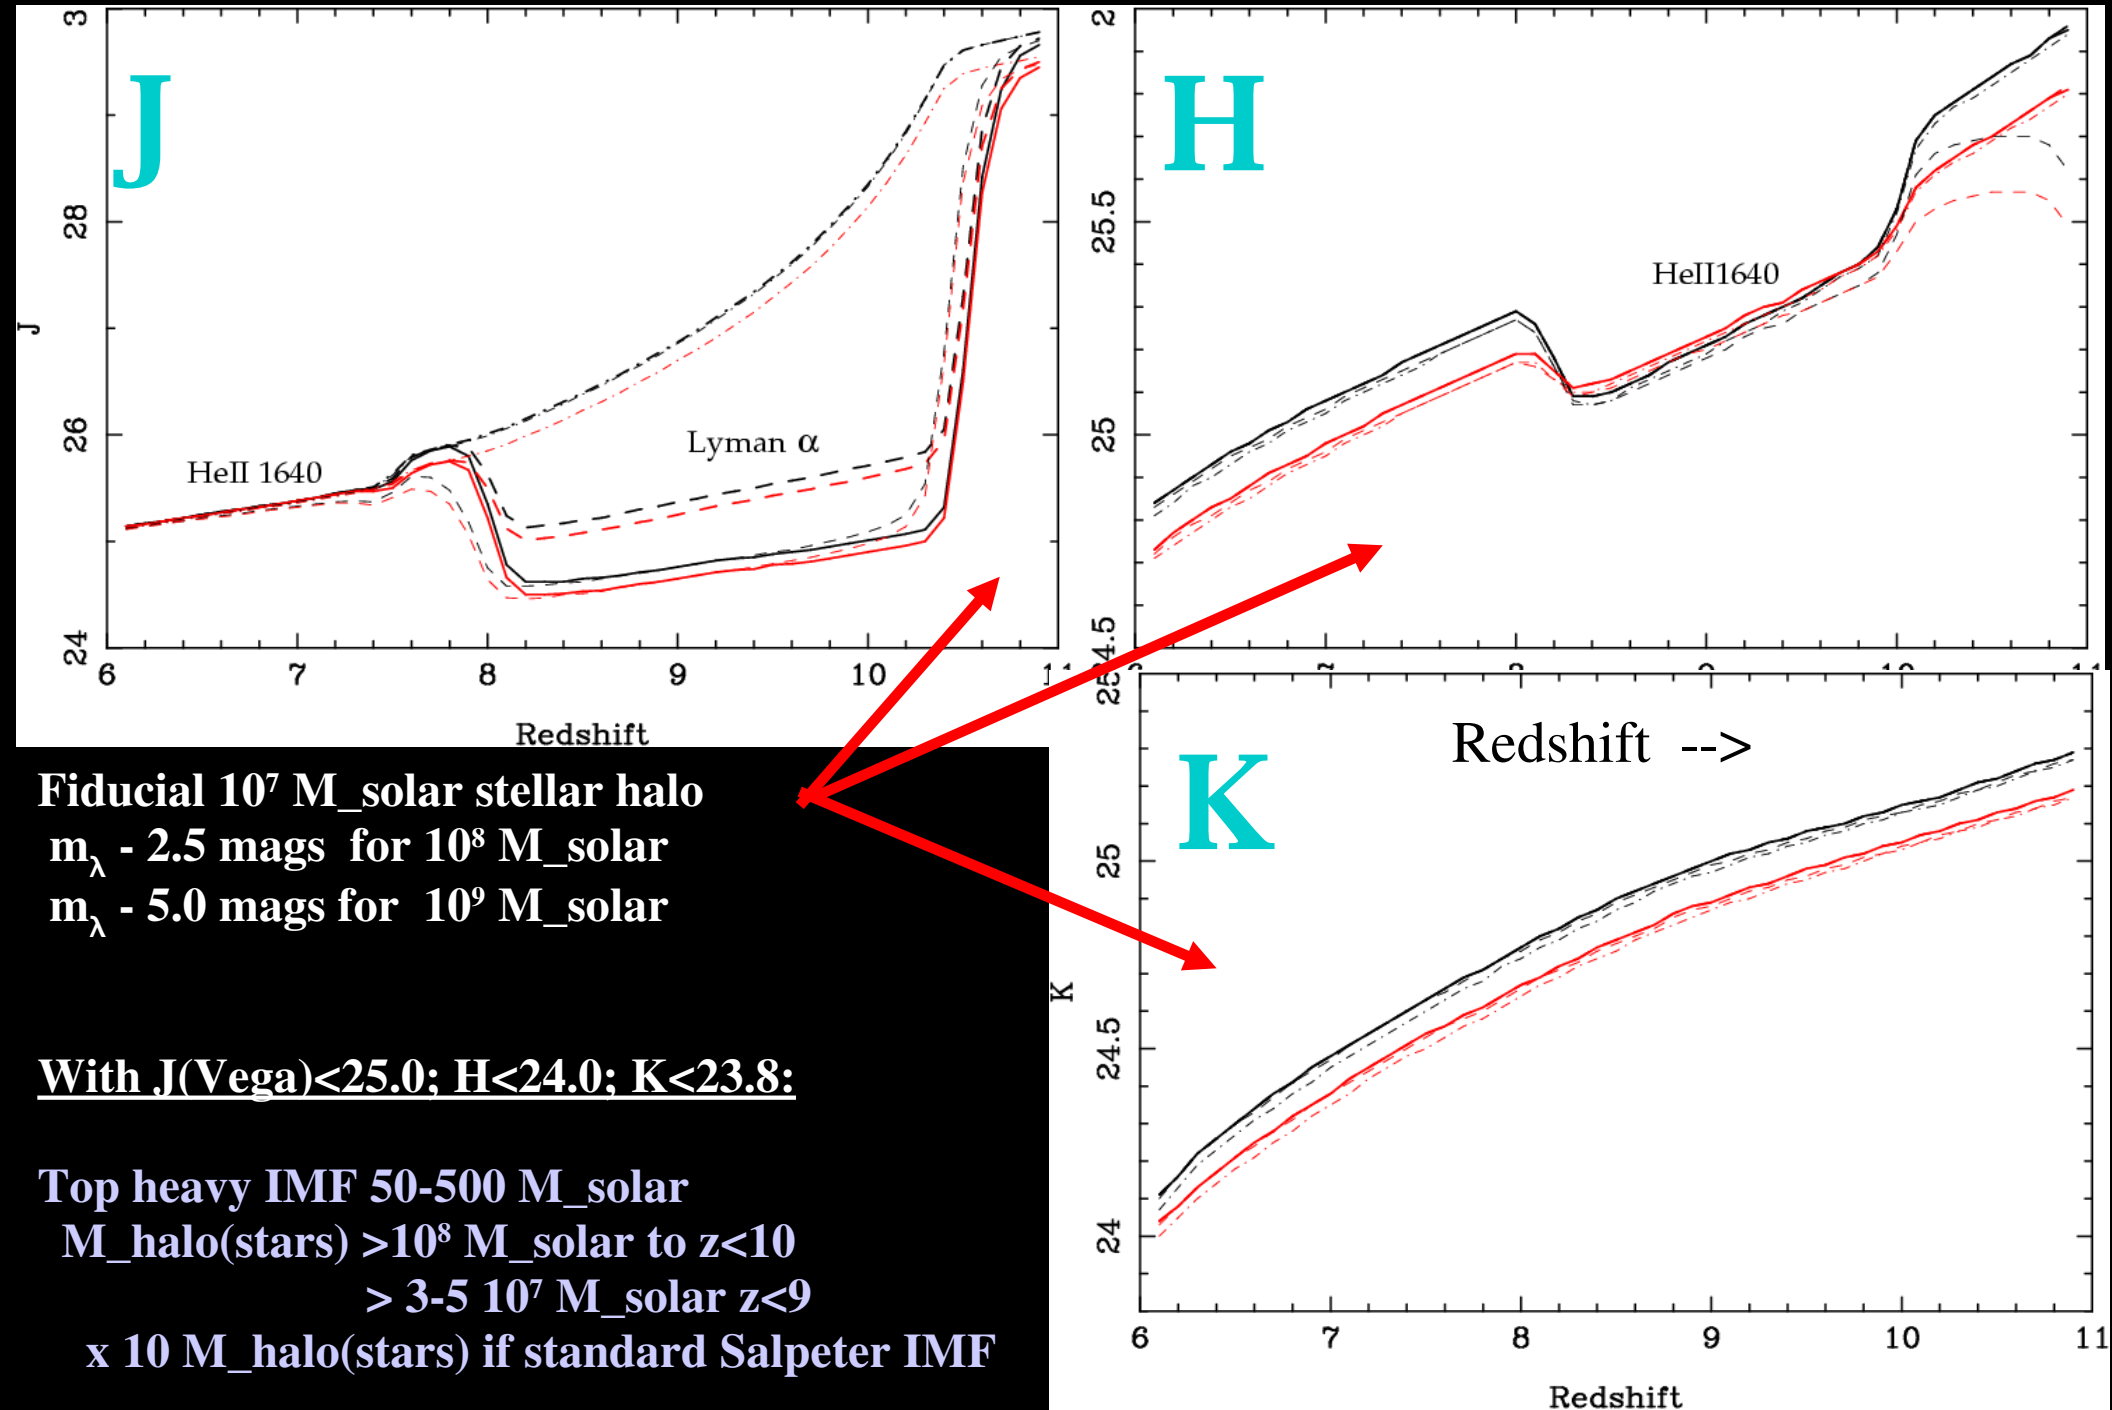 J
3
28
26
24
J
HeII 1640
Lyman α
6 7 8 9 10
Redshift
H
2
25.5
25
HeII1640
10
K
25
24.5
24
K
Redshift -->
6 7 8 9 10 11
Redshift
Fiducial 10⁷ M_solar stellar halo
m_λ - 2.5 mags for 10⁸ M_solar
m_λ - 5.0 mags for 10⁹ M_solar
With J(Vega)<25.0; H<24.0; K<23.8:
Top heavy IMF 50-500 M_solar
M_halo(stars) >10⁸ M_solar to z<10
> 3-5 10⁷ M_solar z<9
x 10 M_halo(stars) if standard Salpeter IMF